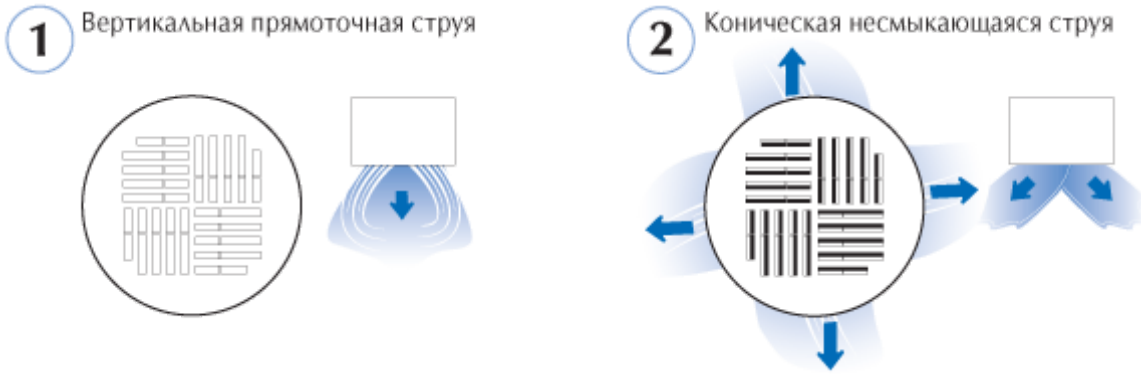 1
Вертикальная прямоточная струя
2
Коническая несмыкающаяся струя